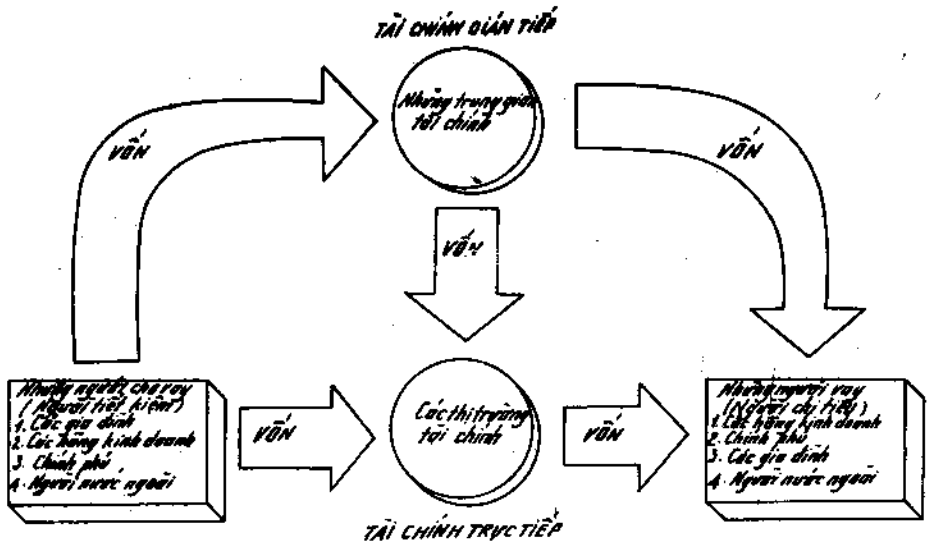 TÀI CHÍNH GIÁN TIẾP
Những trung gian
tài chính
VỐN
VỐN
VỐN
Những người cho vay
(Người tiết kiệm)
1. Các gia đình
2. Các hãng kinh doanh
3. Chính phủ
4. Người nước ngoài
VỐN
Các thị trường
tài chính
VỐN
Những người vay
(Người chi tiêu)
1. Các hãng kinh doanh
2. Chính phủ
3. Các gia đình
4. Người nước ngoài
TÀI CHÍNH TRỰC TIẾP